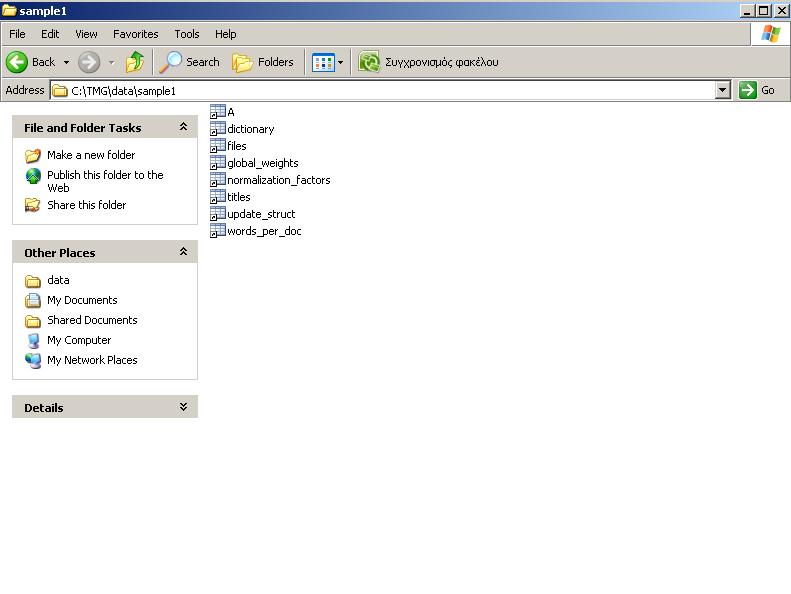 sample1
File Edit View Favorites Tools Help
Back Search Folders Συγχρονισμός φακέλου
Address C:\TMG\data\sample1 Go
File and Folder Tasks
Make a new folder
Publish this folder to the
Web
Share this folder
Other Places
data
My Documents
Shared Documents
My Computer
My Network Places
Details
A
dictionary
files
global_weights
normalization_factors
titles
update_struct
words_per_doc